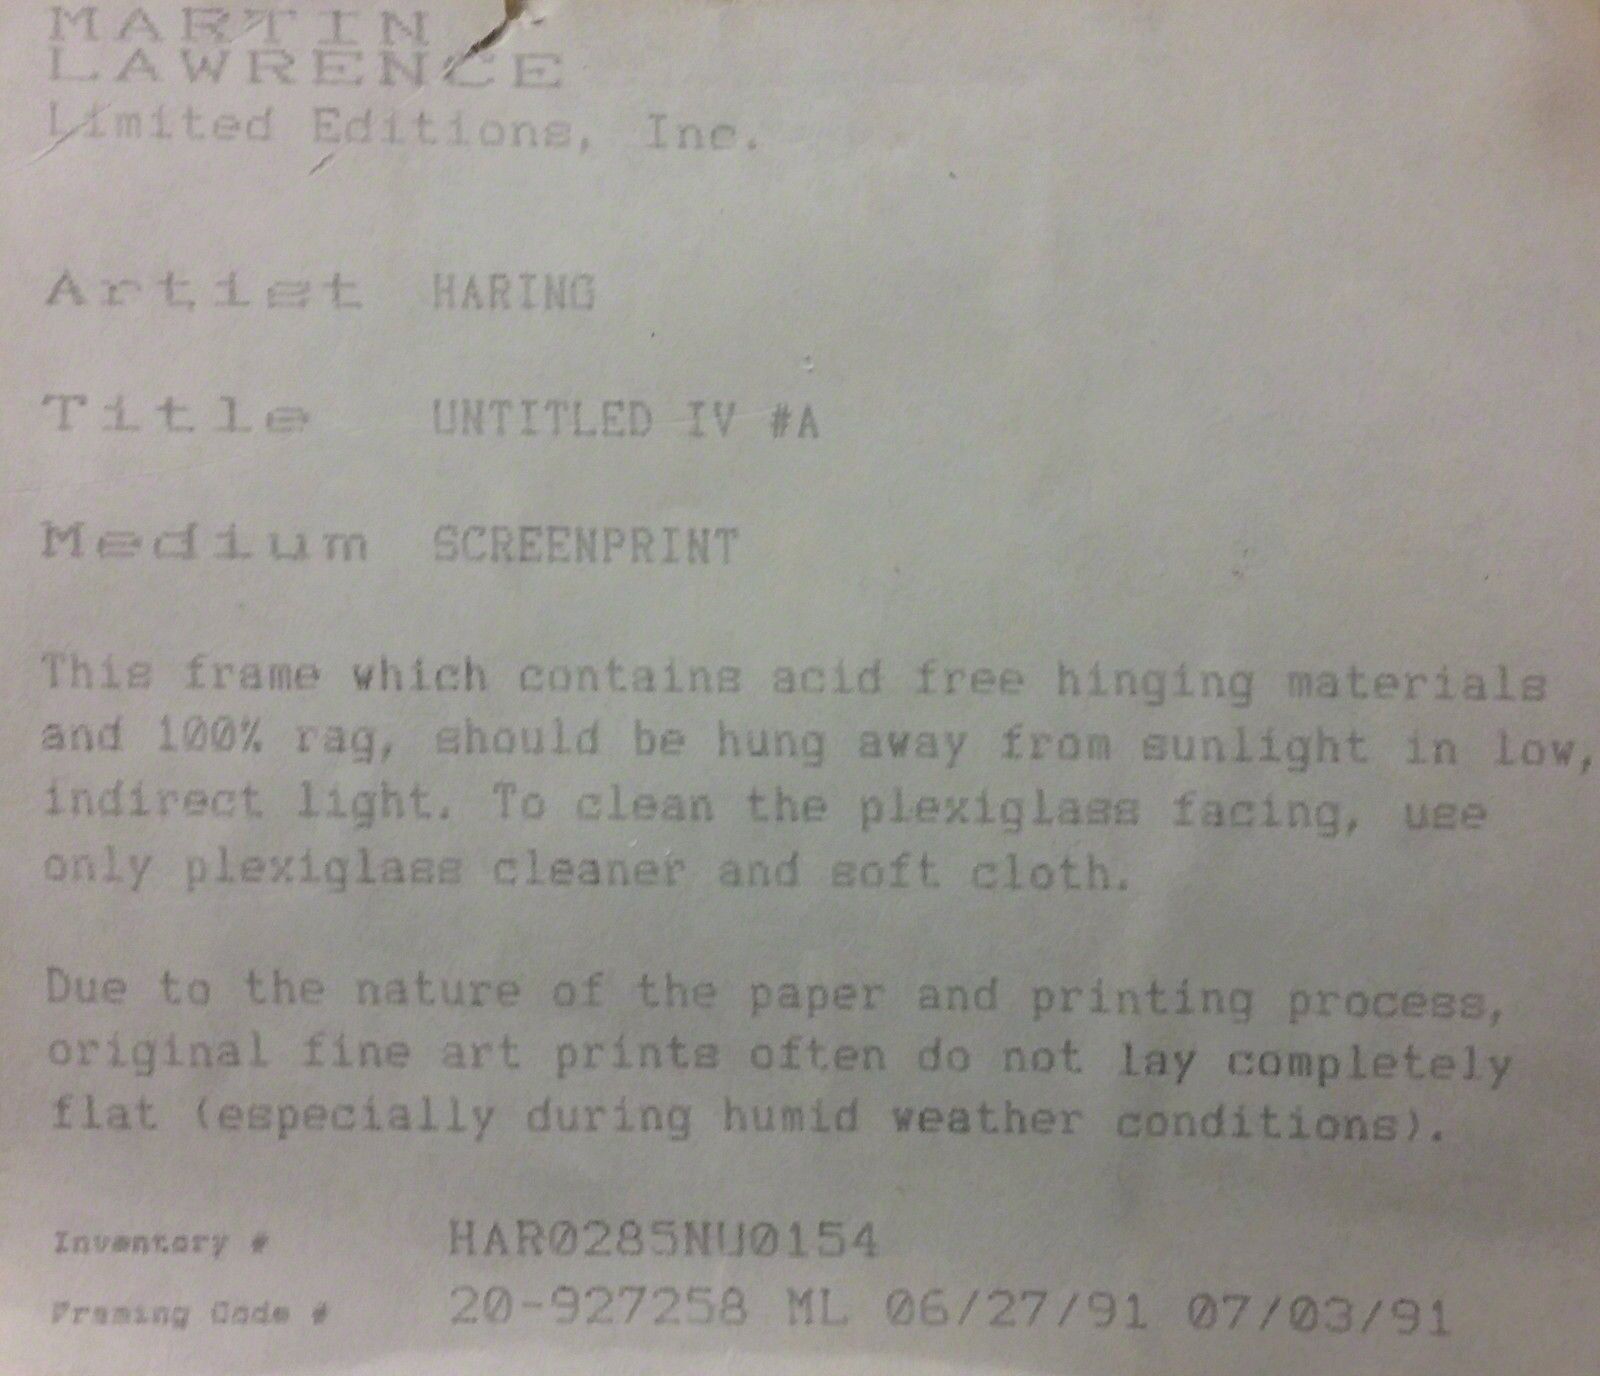 MARTIN
LAWRENCE
Limited Editions, Inc.
Artist HARING
Title UNTITLED IV #A
Medium SCREENPRINT
This frame which contains acid free hinging materials
and 100% rag, should be hung away from sunlight in low,
indirect light. To clean the plexiglass facing, use
only plexiglass cleaner and soft cloth.
Due to the nature of the paper and printing process,
original fine art prints often do not lay completely
flat (especially during humid weather conditions).
Inventory # HAR0285NU0154
Framing Code # 20-927258 ML 06/27/91 07/03/91